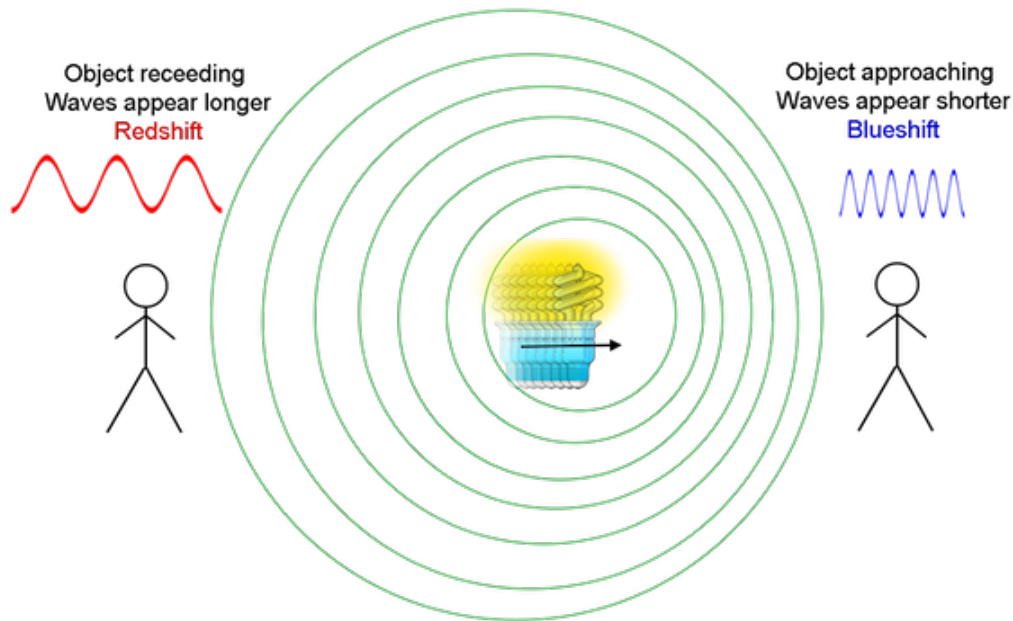 Object receeding
Waves appear longer
Redshift
Object approaching
Waves appear shorter
Blueshift